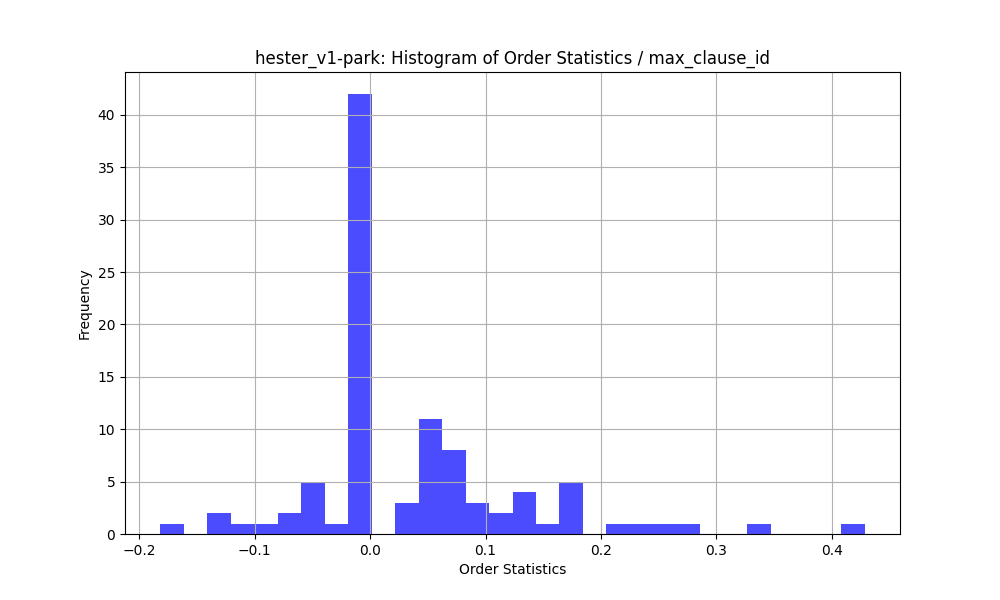 hester_v1-park: Histogram of Order Statistics / max_clause_id
Frequency
40
35
30
25
20
15
10
5
0
−0.2 −0.1 0.0 0.1 0.2 0.3 0.4
Order Statistics